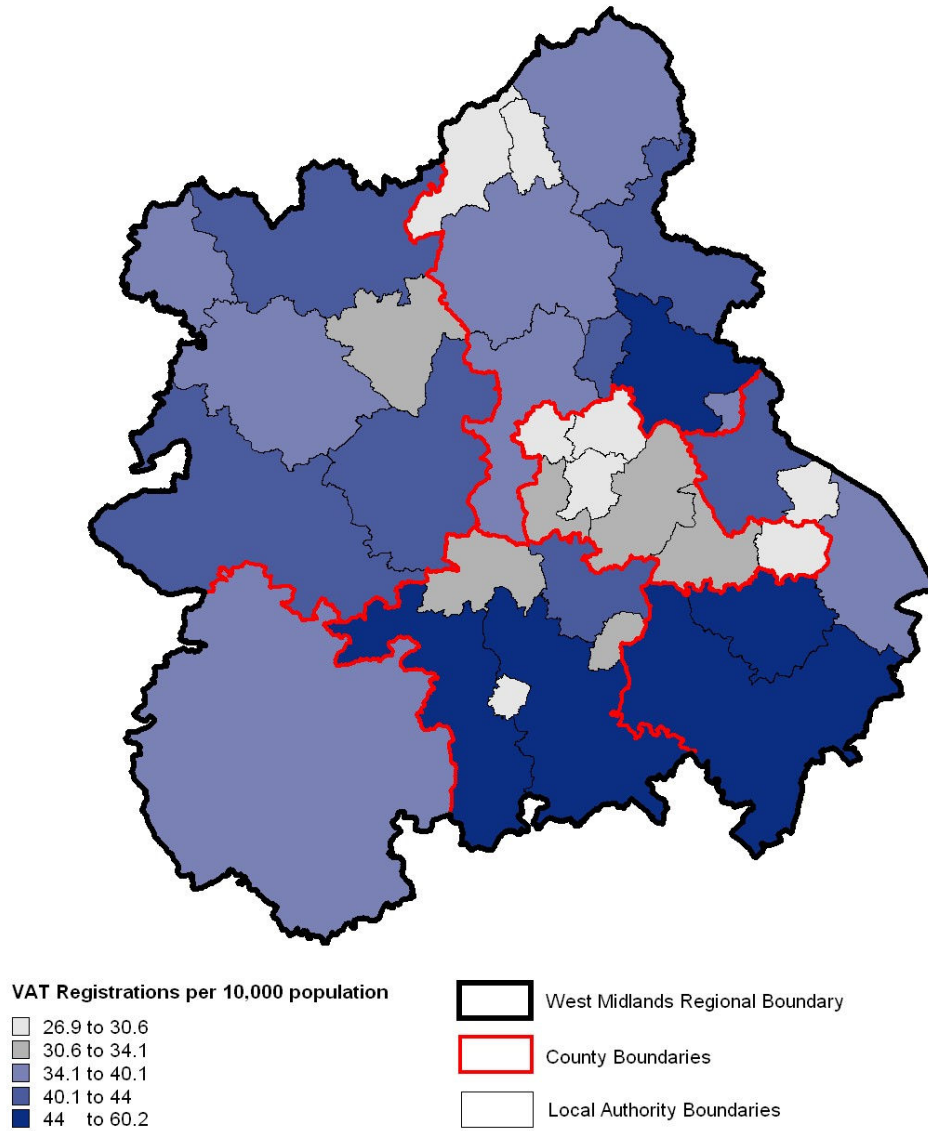 VAT Registrations per 10,000 population
26.9 to 30.6
30.6 to 34.1
34.1 to 40.1
40.1 to 44
44 to 60.2
West Midlands Regional Boundary
County Boundaries
Local Authority Boundaries